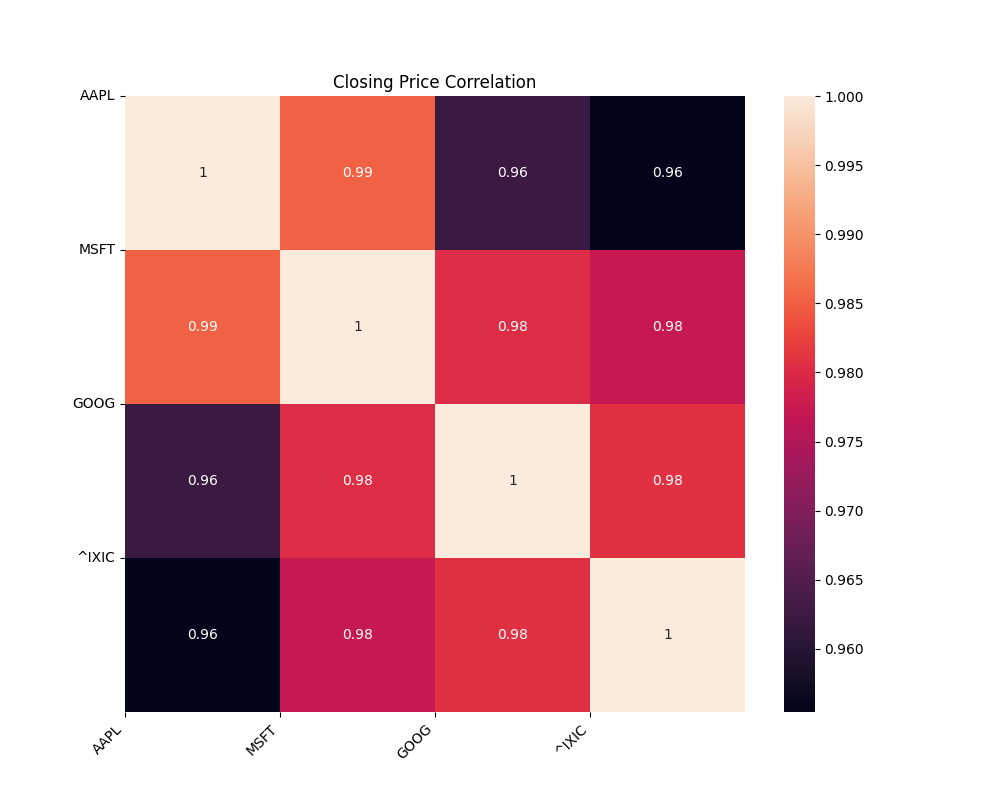 Closing Price Correlation
AAPL
1 0.99 0.96 0.96
MSFT
0.99 1 0.98 0.98
GOOG
0.96 0.98 1 0.98
^IXIC
0.96 0.98 0.98 1
AAPL MSFT GOOG ^IXIC
1.000
0.995
0.990
0.985
0.980
0.975
0.970
0.965
0.960